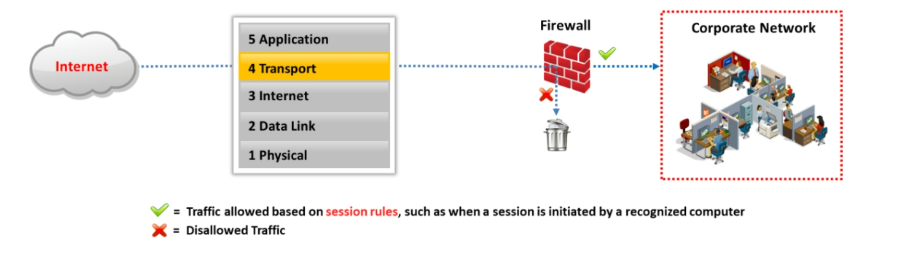 Internet
5 Application
4 Transport
3 Internet
2 Data Link
1 Physical
Firewall
Corporate Network
= Traffic allowed based on session rules, such as when a session is initiated by a recognized computer
= Disallowed Traffic